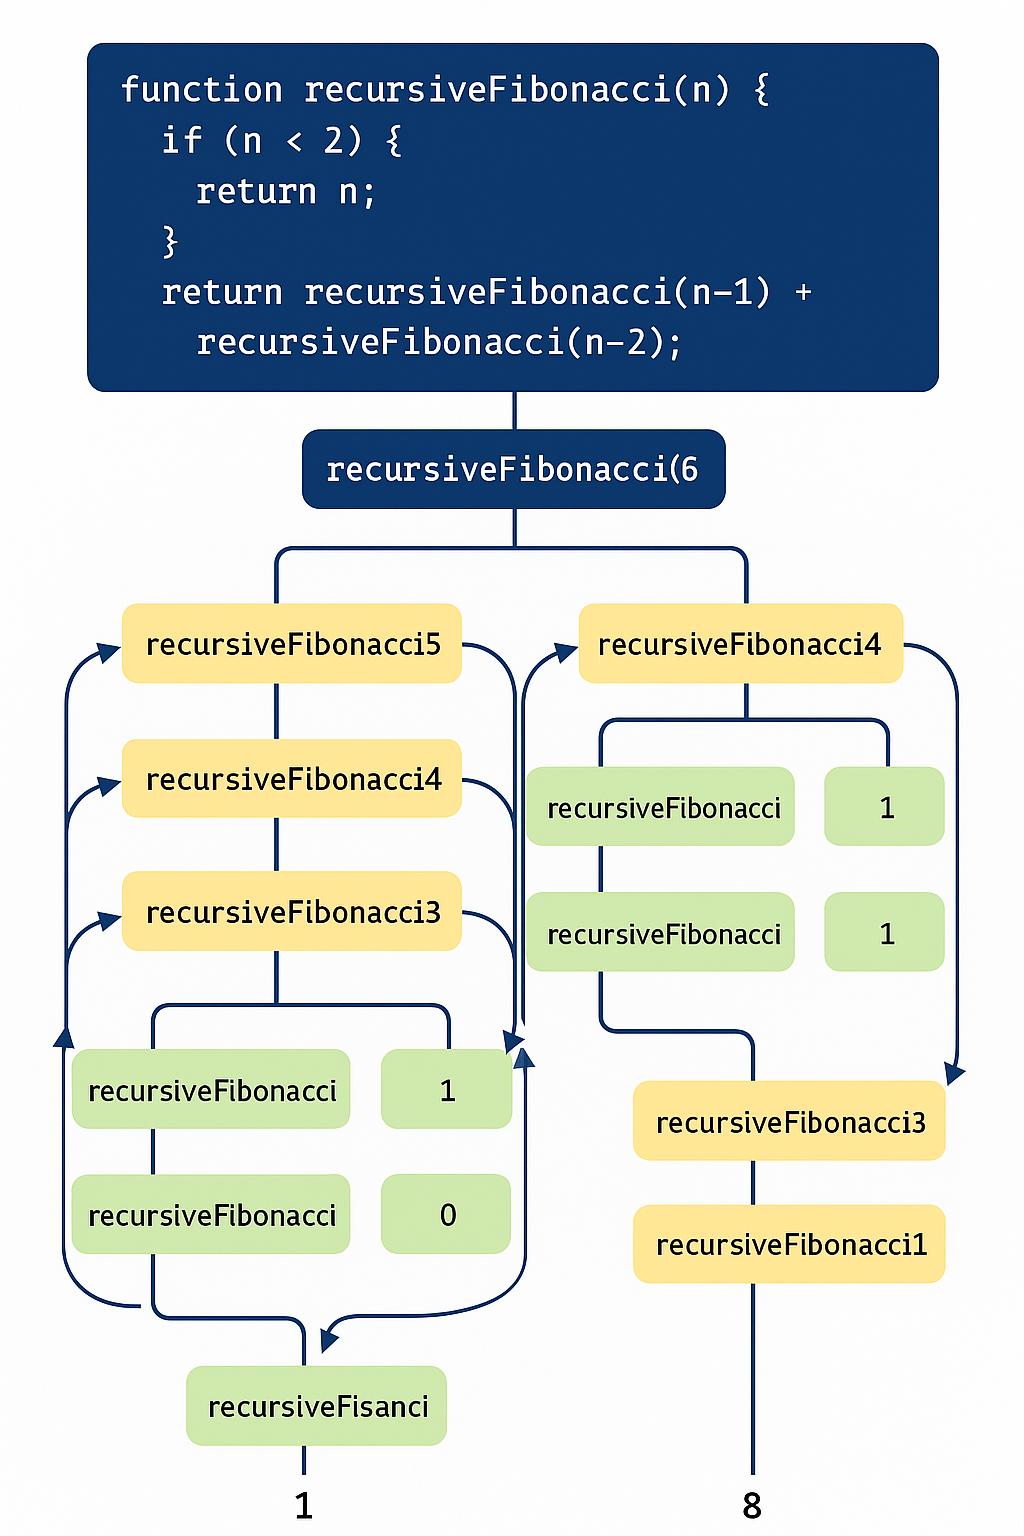 function recursiveFibonacci(n) {
if (n < 2) {
return n;
}
return recursiveFibonacci(n−1) +
recursiveFibonacci(n−2);
recursiveFibonacci(6
recursiveFibonacci5
recursiveFibonacci4
recursiveFibonacci4
recursiveFibonacci3
recursiveFibonacci
1
recursiveFibonacci
0
recursiveFisanci
1
recursiveFibonacci
1
recursiveFibonacci
1
recursiveFibonacci3
recursiveFibonacci1
8